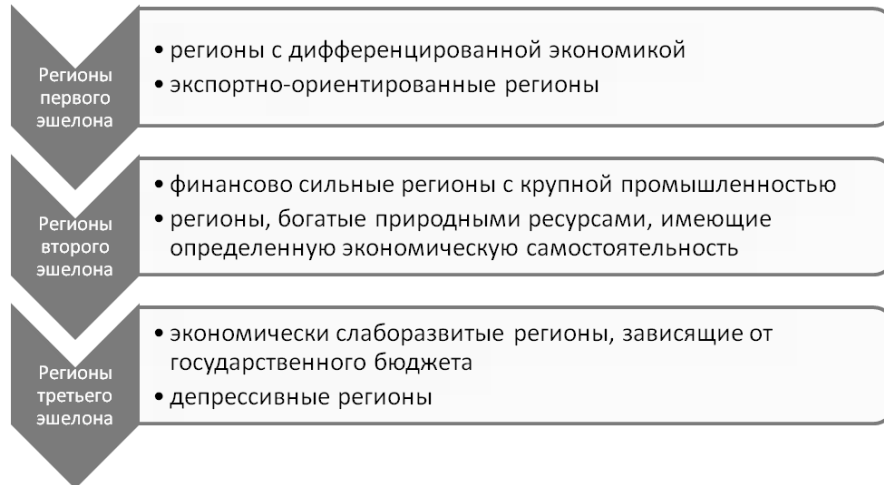 Регионы
первого
эшелона
• регионы с дифференцированной экономикой
• экспортно-ориентированные регионы
Регионы
второго
эшелона
• финансово сильные регионы с крупной промышленностью
• регионы, богатые природными ресурсами, имеющие
определенную экономическую самостоятельность
Регионы
третьего
эшелона
• экономически слаборазвитые регионы, зависящие от
государственного бюджета
• депрессивные регионы